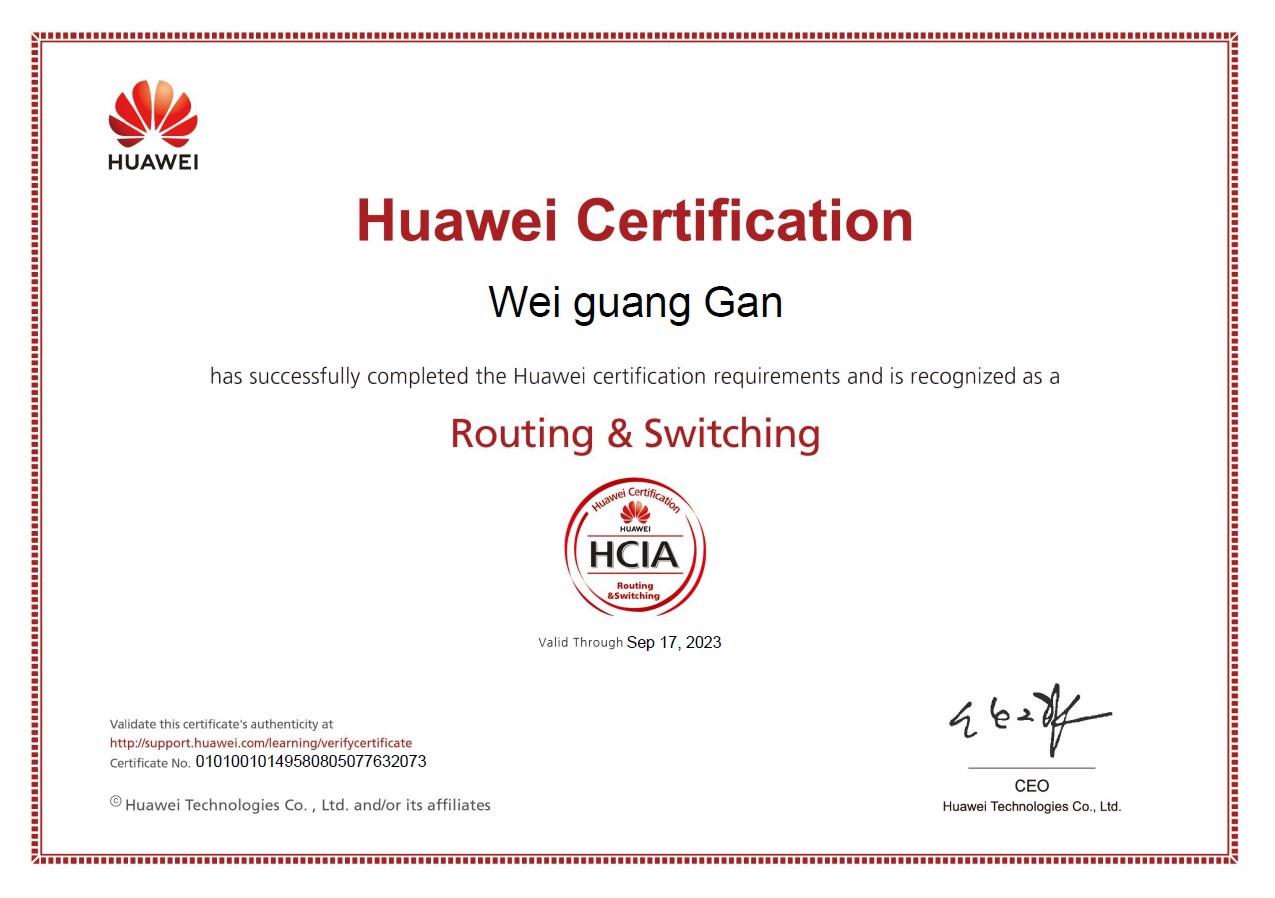 HUAWEI
Huawei Certification
Wei guang Gan
has successfully completed the Huawei certification requirements and is recognized as a
Routing & Switching
Huawei Certification
HUAWEI
HCIA
Routing
&Switching
Valid Through Sep 17, 2023
Validate this certificate's authenticity at
http://support.huawei.com/learning/verifycertificate
Certificate No. 01010010149580805077632073
© Huawei Technologies Co. , Ltd. and/or its affiliates
CEO
Huawei Technologies Co., Ltd.